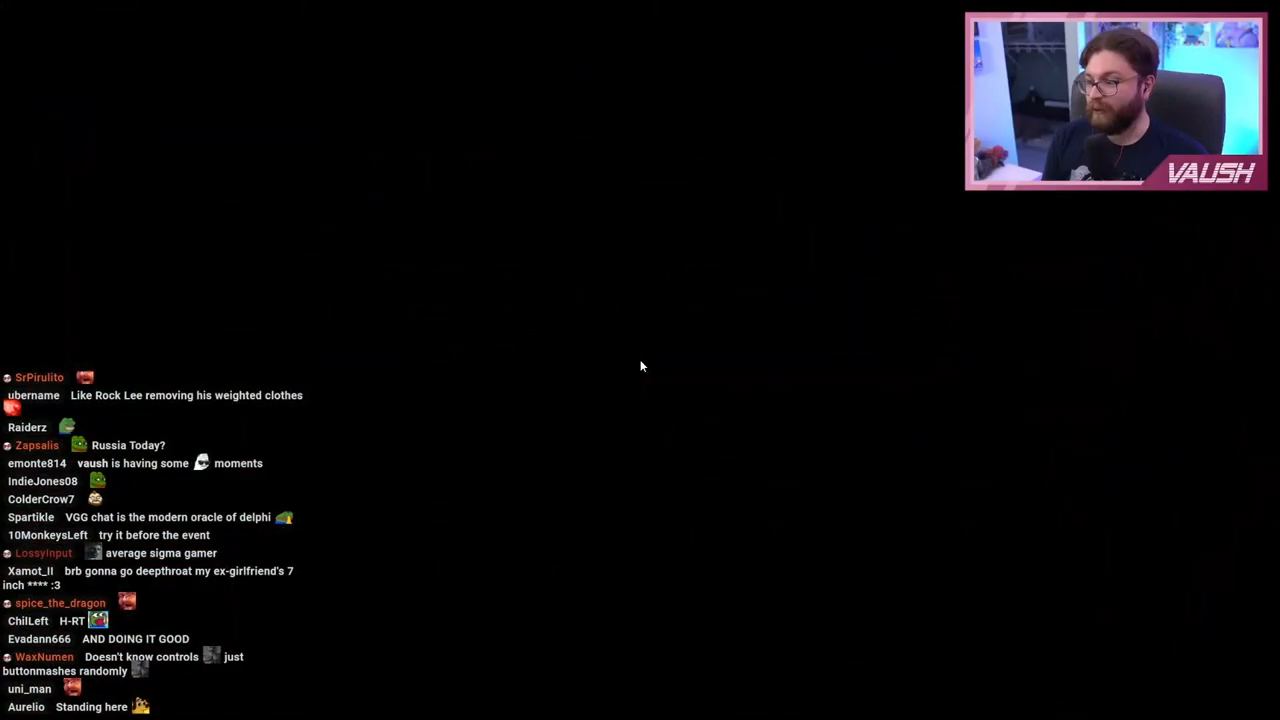 VAUSH
SrPirulito
ubername Like Rock Lee removing his weighted clothes
Raiderz
Zapsalis Russia Today?
emonte814 vaush is having some moments
IndieJones08
ColderCrow7
Spartikle VGG chat is the modern oracle of delphi
10MonkeysLeft try it before the event
LossyInput average sigma gamer
Xamot_II brb gonna go deepthroat my ex-girlfriend's 7
inch **** :3
spice_the_dragon
ChilLeft H-RT
Evadann666 AND DOING IT GOOD
WaxNumen Doesn't know controls just
buttonmashes randomly
uni_man
Aurelio Standing here